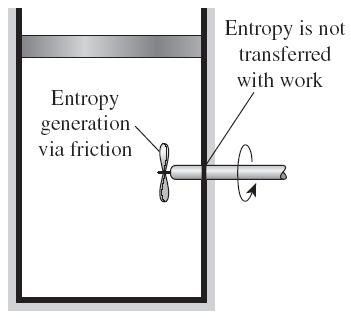 Entropy is not
transferred
with work
Entropy
generation
via friction